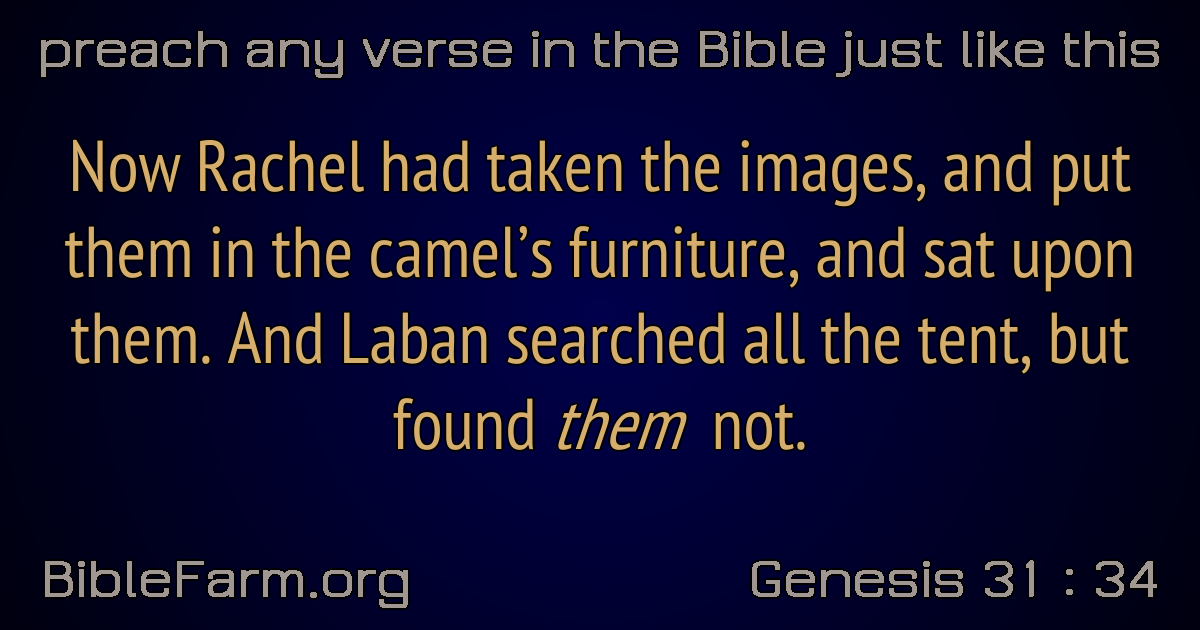 preach any verse in the Bible just like this
Now Rachel had taken the images, and put
them in the camel’s furniture, and sat upon
them. And Laban searched all the tent, but
found them not.
BibleFarm.org
Genesis 31 : 34